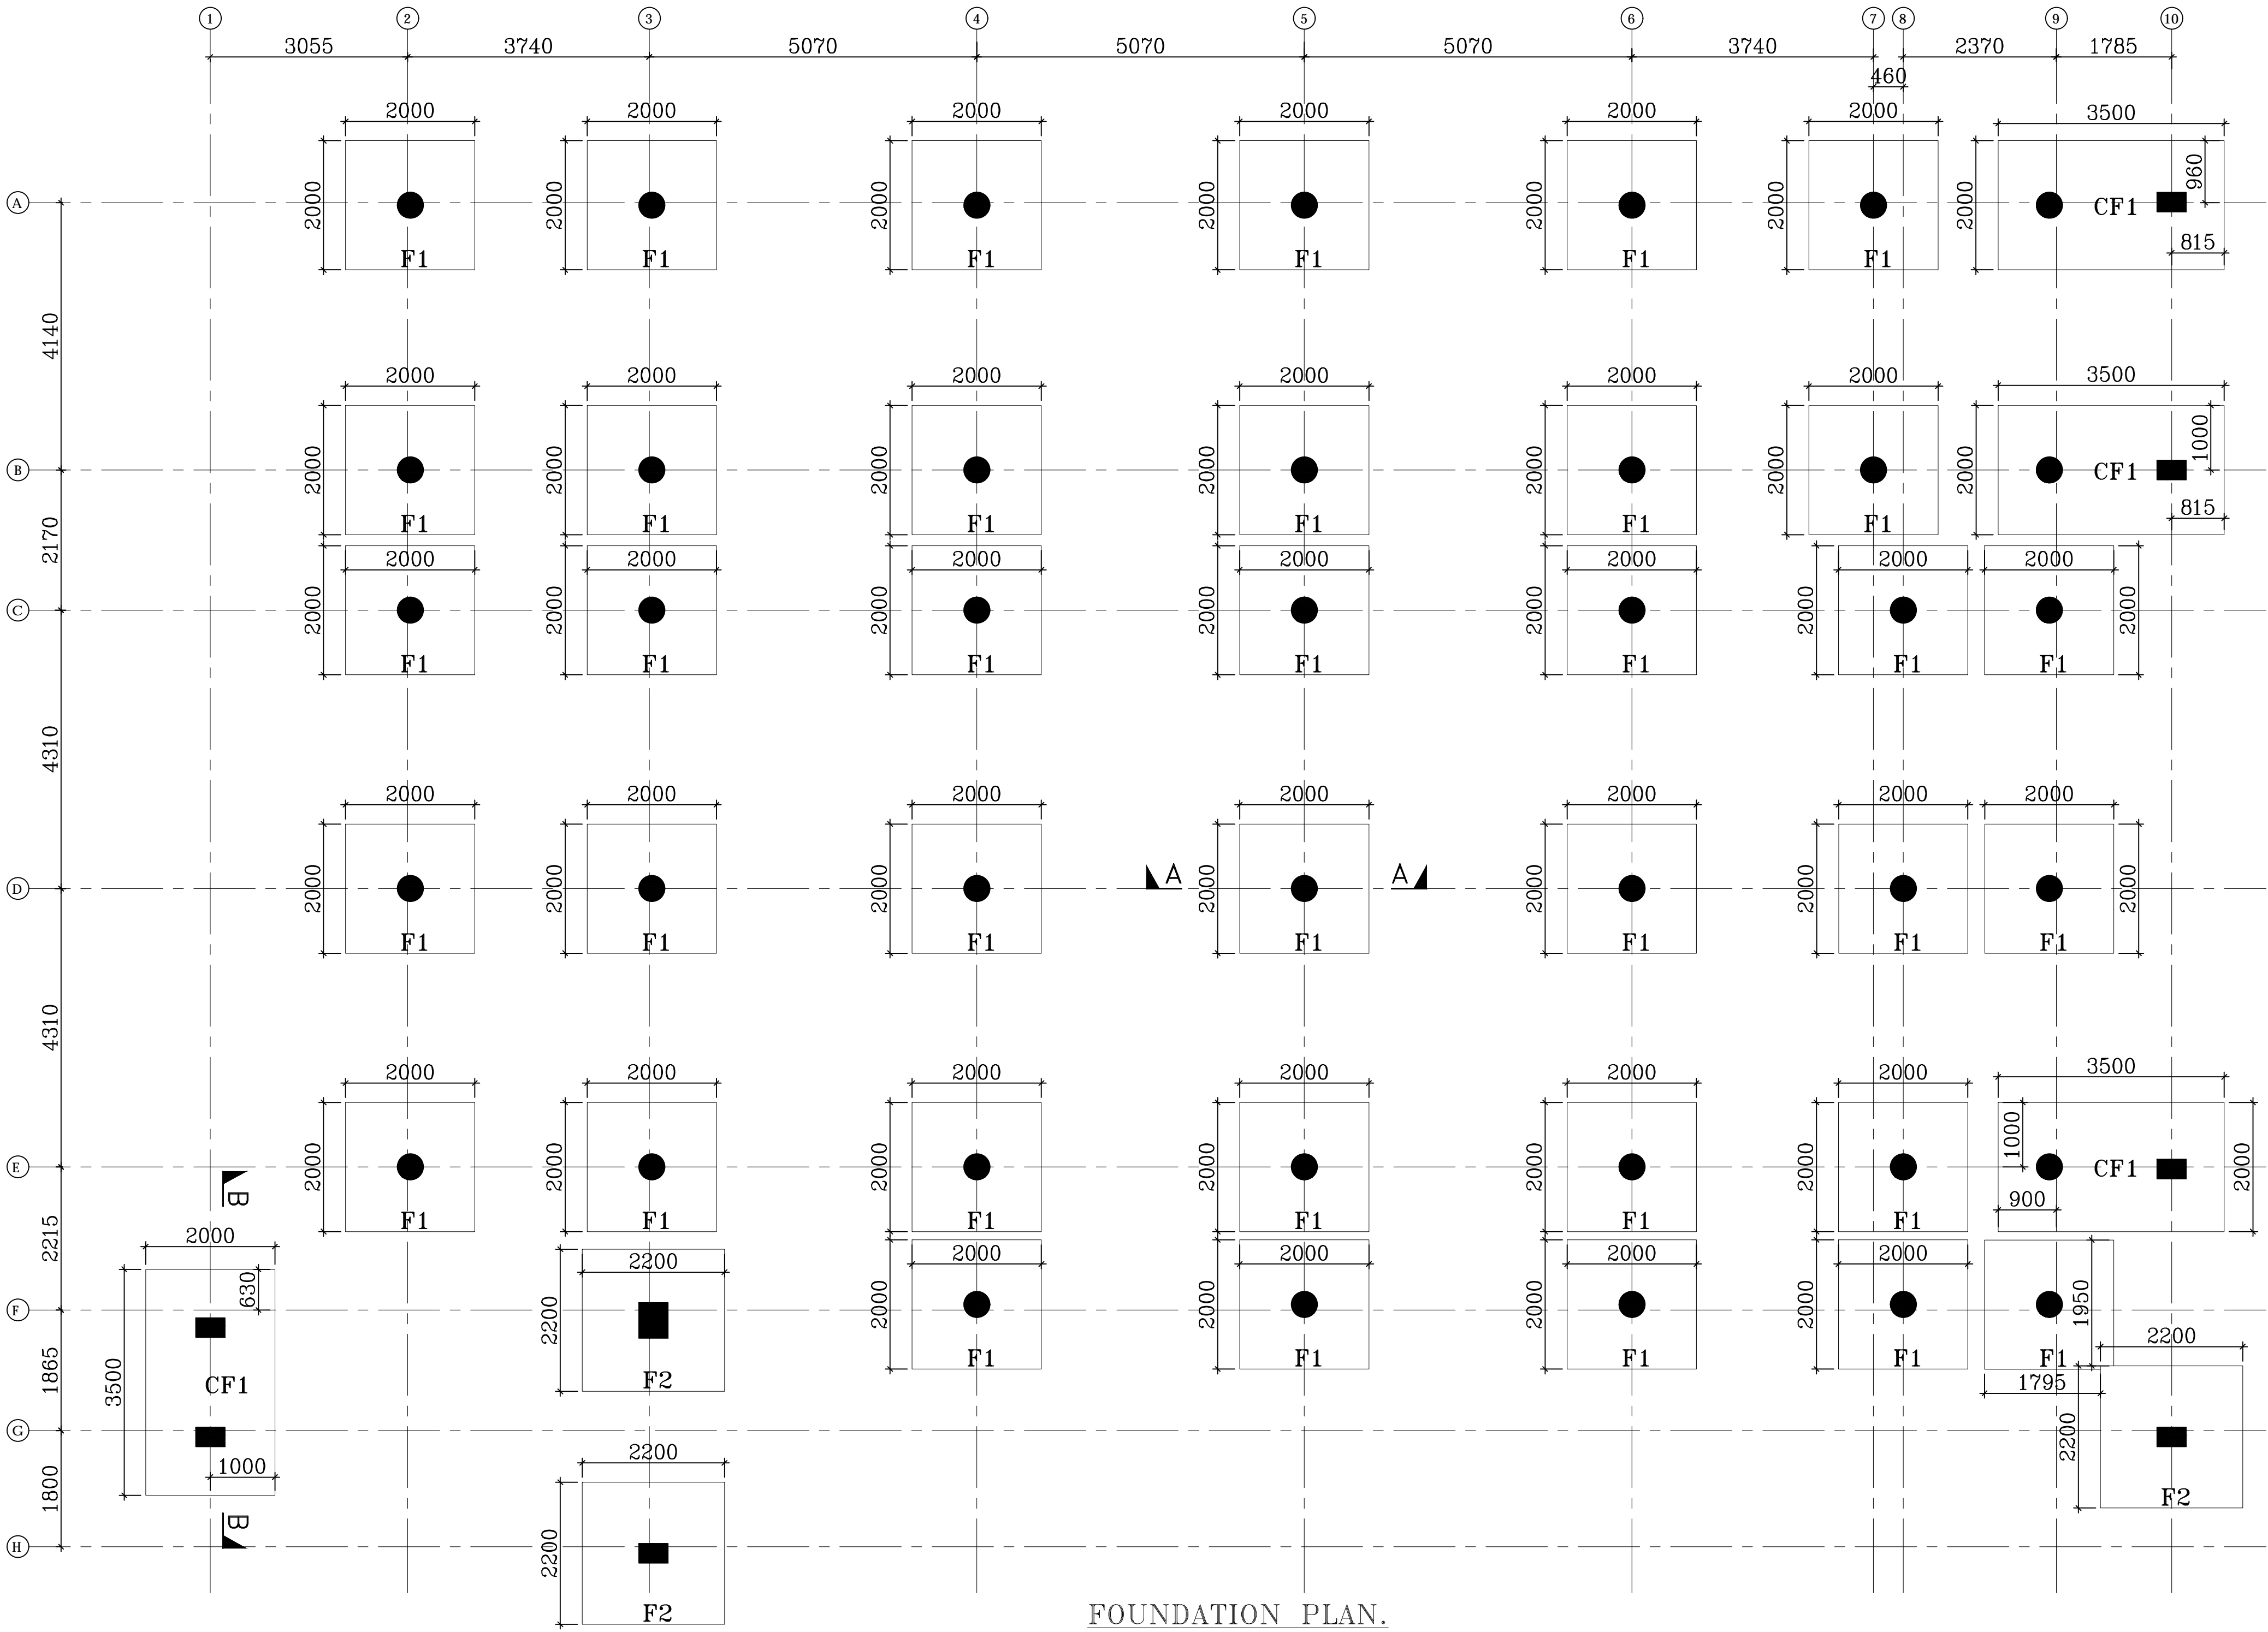 1 2 3 4 5 6 7 8 9 10
3055 3740 5070 5070 5070 3740 2370 1785
460
2000 2000 2000 2000 2000 2000 3500
A 2000 2000 2000 2000 2000 2000 2000 CF1 960
815
F1 F1 F1 F1 F1 F1
4140
2000 2000 2000 2000 2000 2000 3500
B 2000 2000 2000 2000 2000 2000 2000 CF1 1000
815
F1 F1 F1 F1 F1 F1
2170
2000 2000 2000 2000 2000 2000 2000
C 2000 2000 2000 2000 2000 2000 2000
F1 F1 F1 F1 F1 F1 F1
4310
2000 2000 2000 2000 2000 2000 2000
D 2000 2000 2000 A 2000 A 2000 2000 2000
F1 F1 F1 F1 F1 F1 F1
4310
2000 2000 2000 2000 2000 2000 3500
E 2000 2000 2000 2000 2000 2000 1000 CF1 2000
B
900
F1 F1 F1 F1 F1 F1
2215
2000 2200 2000 2000 2000 2000
F 630 2200 2000 2000 2000 2000 1950
2200
F1 F1 F1 F1 F1
1865 3500 CF1 F2 1795
G 2200
1000 2200
1800 F2
B
H 2200
F2
FOUNDATION PLAN.